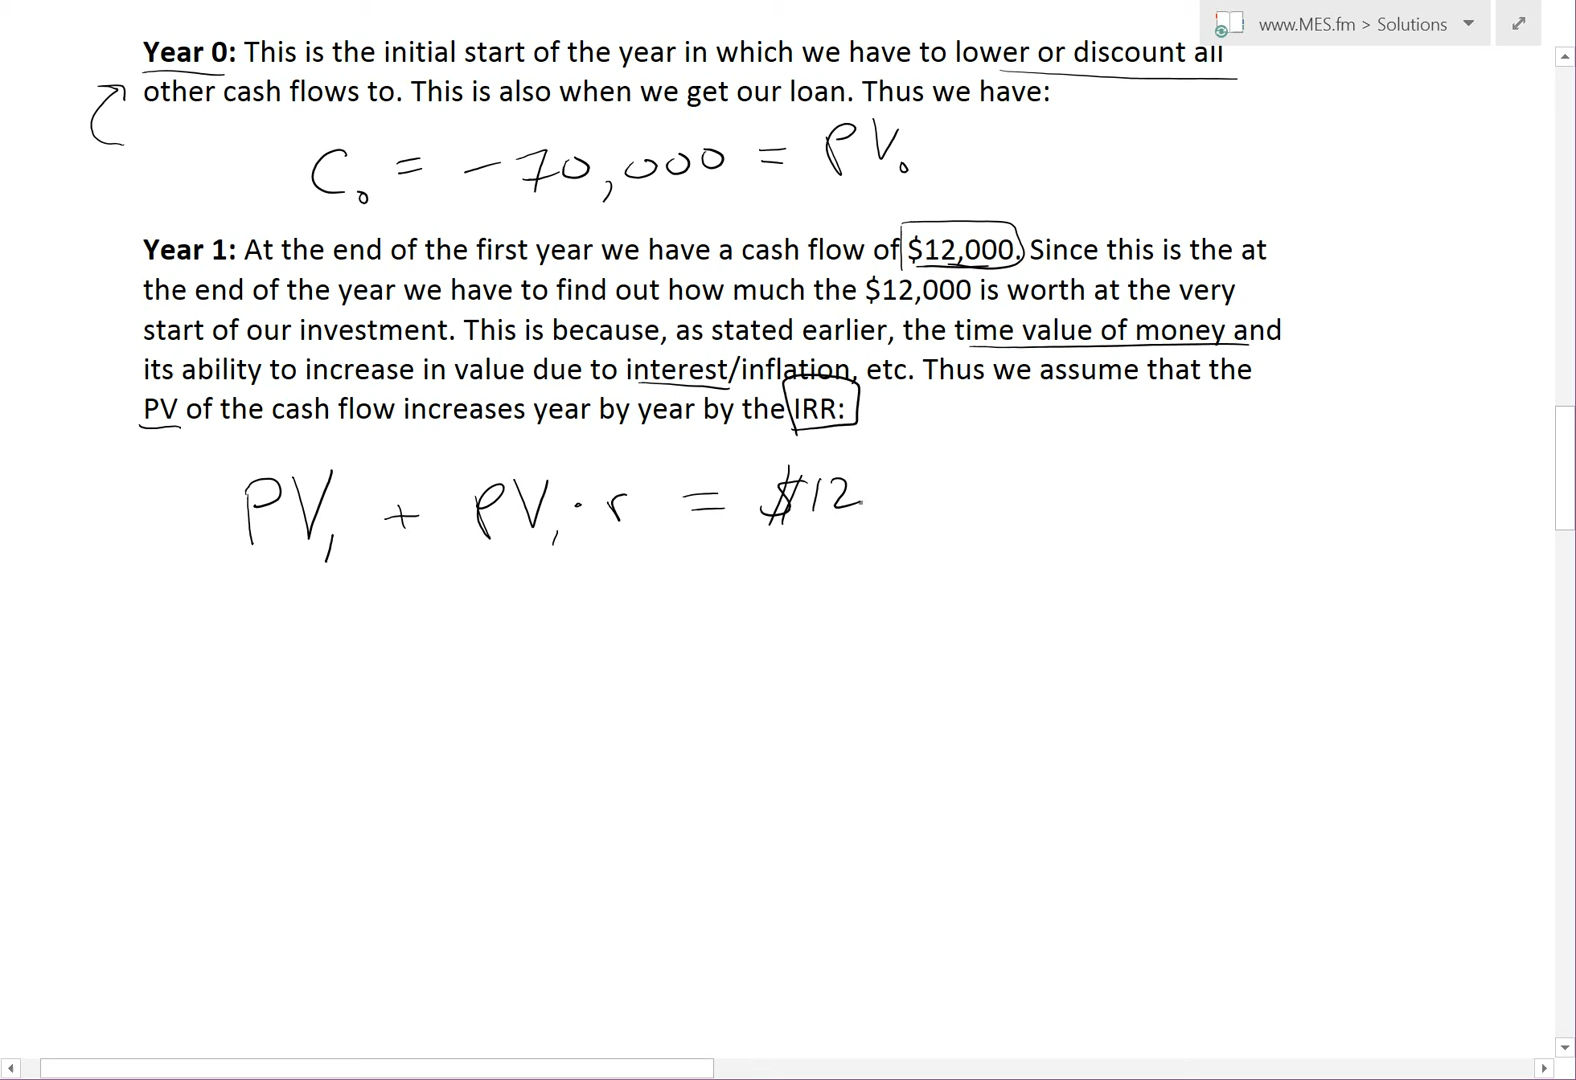 www.MES.fm > Solutions
Year 0: This is the initial start of the year in which we have to lower or discount all
other cash flows to. This is also when we get our loan. Thus we have:
C₀ = -70,000 = PV₀
Year 1: At the end of the first year we have a cash flow of $12,000. Since this is the at
the end of the year we have to find out how much the $12,000 is worth at the very
start of our investment. This is because, as stated earlier, the time value of money and
its ability to increase in value due to interest/inflation, etc. Thus we assume that the
PV of the cash flow increases year by year by the IRR:
PV₁ + PV₁ · r = $12